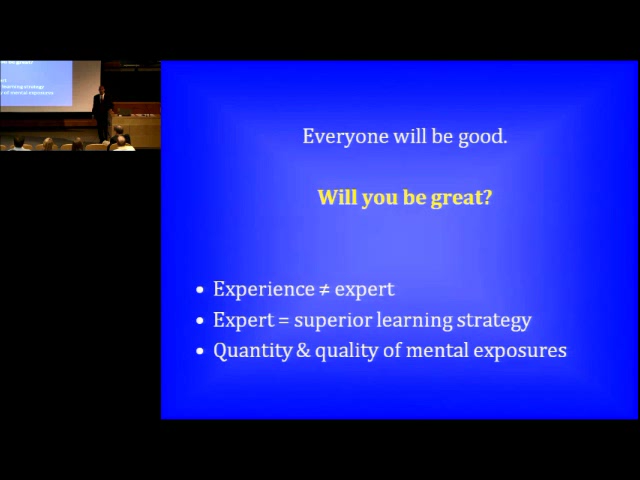 Everyone will be good.
Will you be great?
• Experience ≠ expert
• Expert = superior learning strategy
• Quantity & quality of mental exposures